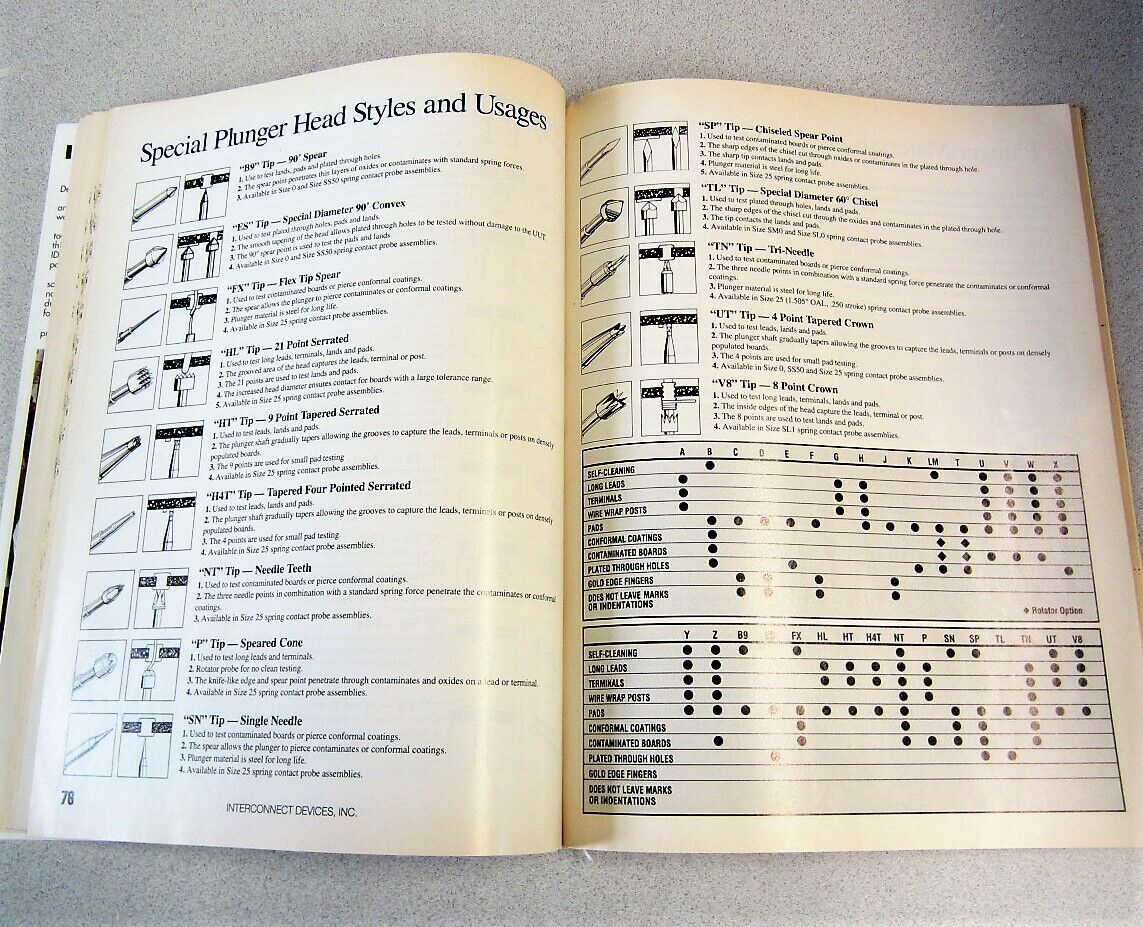 Special Plunger Head Styles and Usages
“B9” Tip — 90˚ Spear
1. Used to test lands, pads and plated through holes.
2. The spear point penetrates thin layers of oxides or contaminates with standard spring forces.
3. Available in Size 0 and Size SS50 spring contact probe assemblies.
“ES” Tip — Special Diameter 90˚ Convex
1. Used to test plated through holes, pads and lands.
2. The smooth tapering of the head allows plated through holes to be tested without damage to the UUT.
3. The 90˚ spear point is used to test the pads and lands.
4. Available in Size 0 and Size SS50 spring contact probe assemblies.
“FX” Tip — Flex Tip Spear
1. Used to test contaminated boards or pierce conformal coatings.
2. The spear allows the plunger to pierce contaminates or conformal coatings.
3. Plunger material is steel for long life.
4. Available in Size 25 spring contact probe assemblies.
“HL” Tip — 21 Point Serrated
1. Used to test long leads, terminals, lands and pads.
2. The grooved area of the head captures the leads, terminal or post.
3. The 21 points are used to test lands and pads.
4. The increased head diameter ensures contact for boards with a large tolerance range.
5. Available in Size 25 spring contact probe assemblies.
“HT” Tip — 9 Point Tapered Serrated
1. Used to test leads, lands and pads.
2. The plunger shaft gradually tapers allowing the grooves to capture the leads, terminals or posts on densely
populated boards.
3. The 9 points are used for small pad testing
4. Available in Size 25 spring contact probe assemblies.
“H4T” Tip — Tapered Four Pointed Serrated
1. Used to test leads, lands and pads.
2. The plunger shaft gradually tapers allowing the grooves to capture the leads, terminals or posts on densely
populated boards.
3. The 4 points are used for small pad testing
4. Available in Size 25 spring contact probe assemblies.
“NT” Tip — Needle Teeth
1. Used to test contaminated boards or pierce conformal coatings.
2. The three needle points in combination with a standard spring force penetrate the contaminates or conformal
coatings.
3. Available in Size 25 spring contact probe assemblies.
“P” Tip — Speared Cone
1. Used to test long leads and terminals.
2. Rotator probe for no clean testing.
3. The knife-like edge and spear point penetrate through contaminates and oxides on a lead or terminal.
4. Available in Size 25 spring contact probe assemblies.
“SN” Tip — Single Needle
1. Used to test contaminated boards or pierce conformal coatings.
2. The spear allows the plunger to pierce contaminates or conformal coatings.
3. Plunger material is steel for long life.
4. Available in Size 25 spring contact probe assemblies.
76
INTERCONNECT DEVICES, INC.
“SP” Tip — Chiseled Spear Point
1. Used to test contaminated boards or pierce conformal coatings.
2. The sharp edges of the chisel cut through oxides or contaminates in the plated through hole.
3. The sharp tip contacts lands and pads.
4. Plunger material is steel for long life.
5. Available in Size 25 spring contact probe assemblies.
“TL” Tip — Special Diameter 60° Chisel
1. Used to test plated through holes, lands and pads.
2. The sharp edges of the chisel cut through the oxides and contaminates in the plated through hole.
3. The tip contacts the lands and pads.
4. Available in Size SM0 and Size SL0 spring contact probe assemblies.
“TN” Tip — Tri-Needle
1. Used to test contaminated boards or pierce conformal coatings.
2. The three needle points in combination with a standard spring force penetrate the contaminates or conformal
coatings.
3. Plunger material is steel for long life.
4. Available in Size 25 (1.505" OAL, .250 stroke) spring contact probe assemblies.
“UT” Tip — 4 Point Tapered Crown
1. Used to test leads, lands and pads.
2. The plunger shaft gradually tapers allowing the grooves to capture the leads, terminals or posts on densely
populated boards.
3. The 4 points are used for small pad testing.
4. Available in Size 0, SS50 and Size 25 spring contact probe assemblies.
“V8” Tip — 8 Point Crown
1. Used to test long leads, terminals, lands and pads.
2. The inside edges of the head capture the leads, terminal or post.
3. The 8 points are used to test lands and pads.
4. Available in Size SL1 spring contact probe assemblies.
A B C D E F G H J K LM T U V W X
SELF-CLEANING
LONG LEADS
TERMINALS
WIRE WRAP POSTS
PADS
CONFORMAL COATINGS
CONTAMINATED BOARDS
PLATED THROUGH HOLES
GOLD EDGE FINGERS
DOES NOT LEAVE MARKS
OR INDENTATIONS
◆ Rotator Option
Y Z B9 ES FX HL HT H4T NT P SN SP TL TN UT V8
SELF-CLEANING
LONG LEADS
TERMINALS
WIRE WRAP POSTS
PADS
CONFORMAL COATINGS
CONTAMINATED BOARDS
PLATED THROUGH HOLES
GOLD EDGE FINGERS
DOES NOT LEAVE MARKS
OR INDENTATIONS